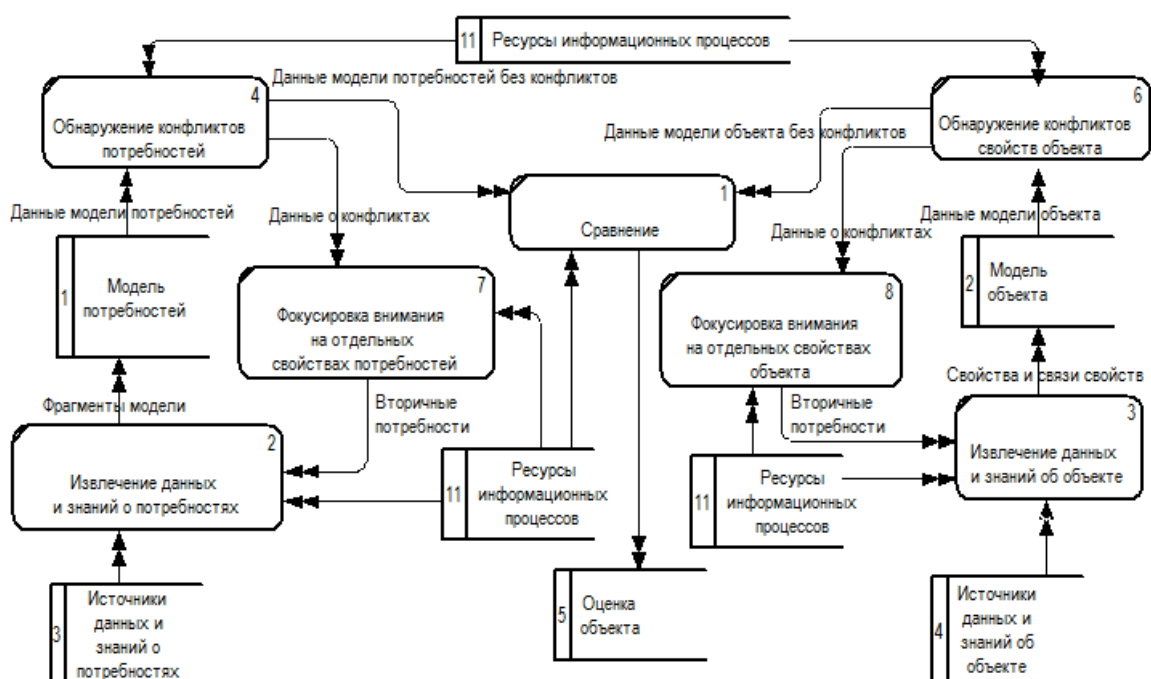 11
Ресурсы информационных процессов
Данные модели потребностей без конфликтов
4
Обнаружение конфликтов
потребностей
6
Обнаружение конфликтов
свойств объекта
Данные модели объекта без конфликтов
1
Сравнение
Данные модели потребностей
Данные о конфликтах
Данные о конфликтах
Данные модели объекта
1
Модель
потребностей
7
Фокусировка внимания
на отдельных
свойствах потребностей
8
Фокусировка внимания
на отдельных свойствах
объекта
2
Модель
объекта
Фрагменты модели
Вторичные
потребности
Вторичные
потребности
Свойства и связи свойств
2
Извлечение данных
и знаний о потребностях
11
Ресурсы
информационных
процессов
11
Ресурсы
информационных
процессов
3
Извлечение данных
и знаний об объекте
3
Источники
данных и
знаний о
потребностях
5
Оценка
объекта
4
Источники
данных и
знаний об
объекте